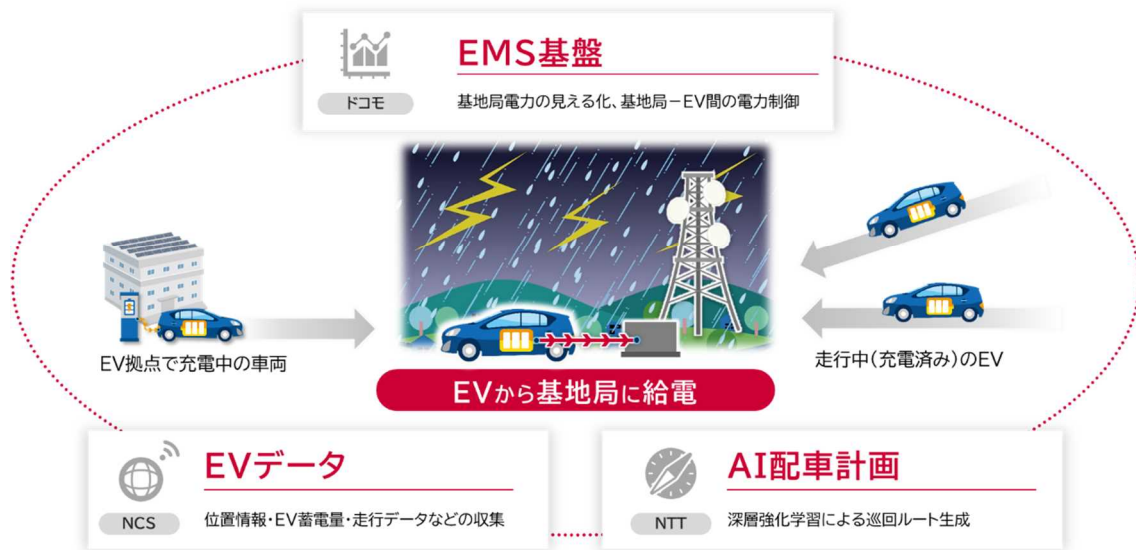 EMS基盤
ドコモ
基地局電力の見える化、基地局－EV間の電力制御
EV拠点で充電中の車両
走行中(充電済み)のEV
EVから基地局に給電
EVデータ
NCS
位置情報・EV蓄電量・走行データなどの収集
AI配車計画
NTT
深層強化学習による巡回ルート生成